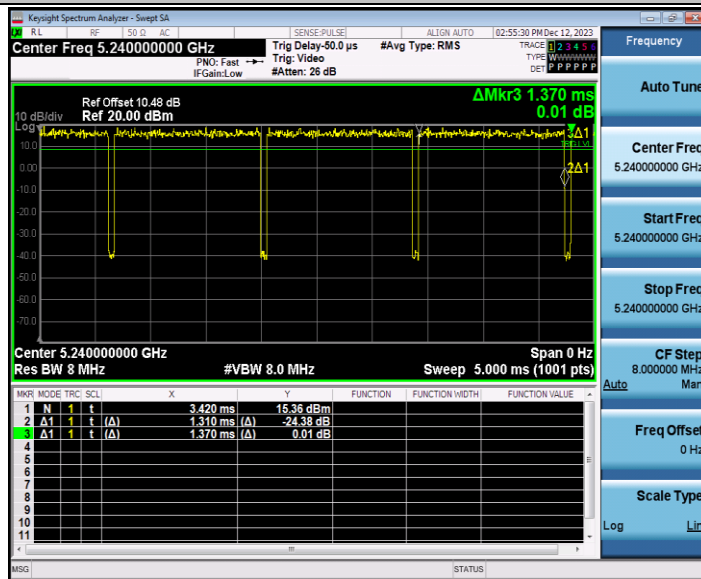 Keysight Spectrum Analyzer - Swept SA
LXI RL RF 50 Ω AC SENSE:PULSE ALIGN AUTO 02:55:30 PM Dec 12, 2023
Center Freq 5.240000000 GHz
PNO: Fast
IFGain:Low
Trig Delay-50.0 µs
Trig: Video
#Atten: 26 dB
#Avg Type: RMS
TRACE 1 2 3 4 5 6
TYPE WWWWWW
DET P P P P P P
Ref Offset 10.48 dB
10 dB/div Ref 20.00 dBm
Log
ΔMkr3 1.370 ms
0.01 dB
3Δ1
TRIG LVL
2Δ1
10.0
0.00
-10.0
-20.0
-30.0
-40.0
-50.0
-60.0
-70.0
Center 5.240000000 GHz Span 0 Hz
Res BW 8 MHz #VBW 8.0 MHz Sweep 5.000 ms (1001 pts)
MKR MODE TRC SCL X Y FUNCTION FUNCTION WIDTH FUNCTION VALUE
1 N 1 t 3.420 ms 15.36 dBm
2 Δ1 1 t (Δ) 1.310 ms (Δ) -24.38 dB
3 Δ1 1 t (Δ) 1.370 ms (Δ) 0.01 dB
4
5
6
7
8
9
10
11
MSG STATUS
Frequency
Auto Tune
Center Freq
5.240000000 GHz
Start Freq
5.240000000 GHz
Stop Freq
5.240000000 GHz
CF Step
8.000000 MHz
Auto Man
Freq Offset
0 Hz
Scale Type
Log Lin